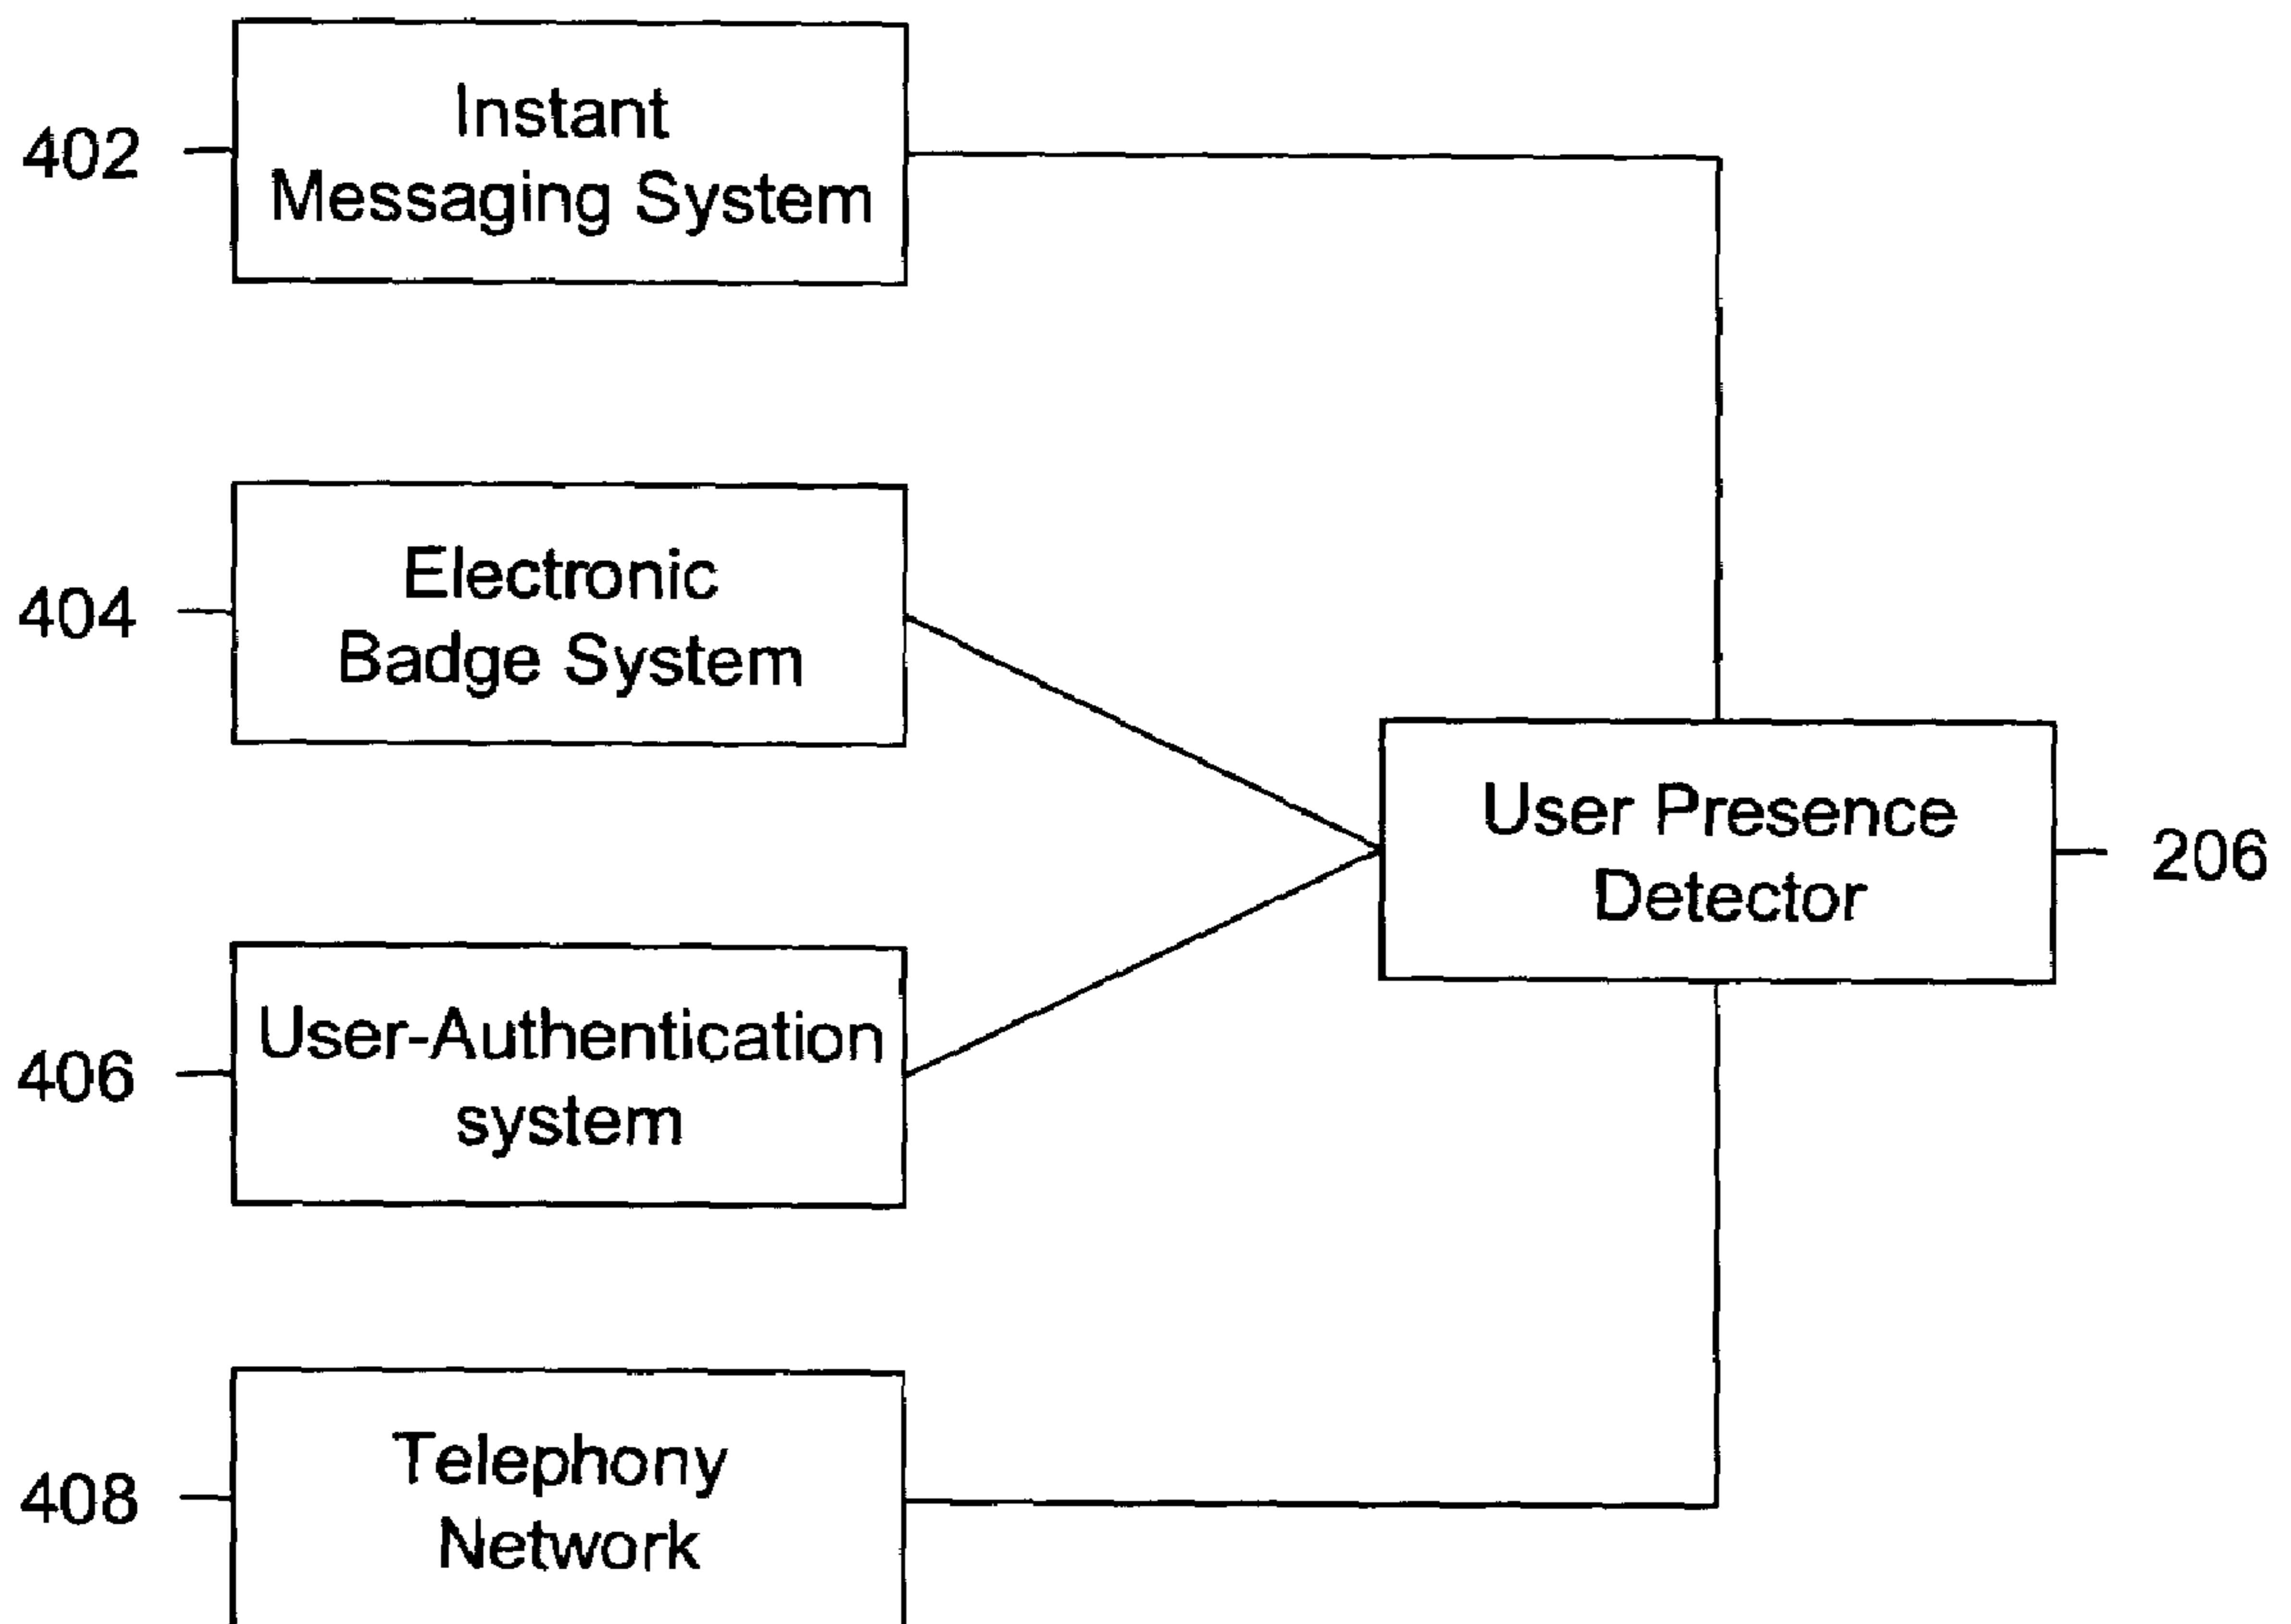 402
Instant
Messaging System
404
Electronic
Badge System
User Presence
Detector
206
406
User-Authentication
system
408
Telephony
Network